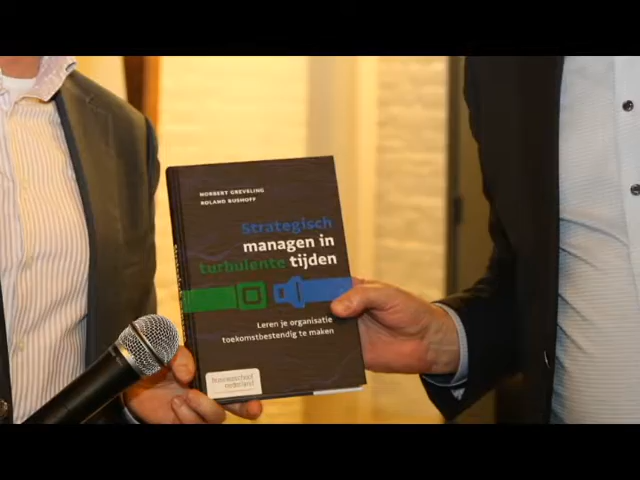 NORBERT GREVELING
ROLAND BUSHOFF
Strategisch
managen in
turbulente tijden
Leren je organisatie
toekomstbestendig te maken